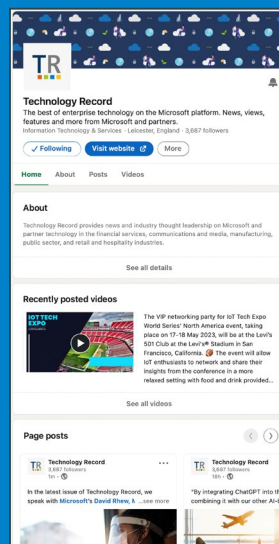 TR
Technology Record
The best of enterprise technology on the Microsoft platform. News, views,
features and more from Microsoft and partners.
Information Technology & Services · Leicester, England · 3,687 followers
✓ Following
Visit website
More
Home About Posts Videos
About
Technology Record provides news and industry thought leadership on Microsoft and
partner technology in the financial services, communications and media, manufacturing,
public sector, and retail and hospitality industries.
See all details
Recently posted videos
IOT TECH
EXPO
The VIP networking party for IoT Tech Expo
World Series' North America event, taking
place on 17-18 May 2023, will be at the Levi's
501 Club at the Levi's® Stadium in San
Francisco, California. 🏈 The event will allow
IoT enthusiasts to network and share their
insights from the conference in a more
relaxed setting with food and drink provided...
See all videos
Page posts
TR
Technology Record
3,697 followers
1m ·
In the latest issue of Technology Record, we
speak with Microsoft's David Rhew, M ...see more
TR
Technology Record
3,697 followers
18h ·
"By integrating ChatGPT into th
combining it with our other AI-b